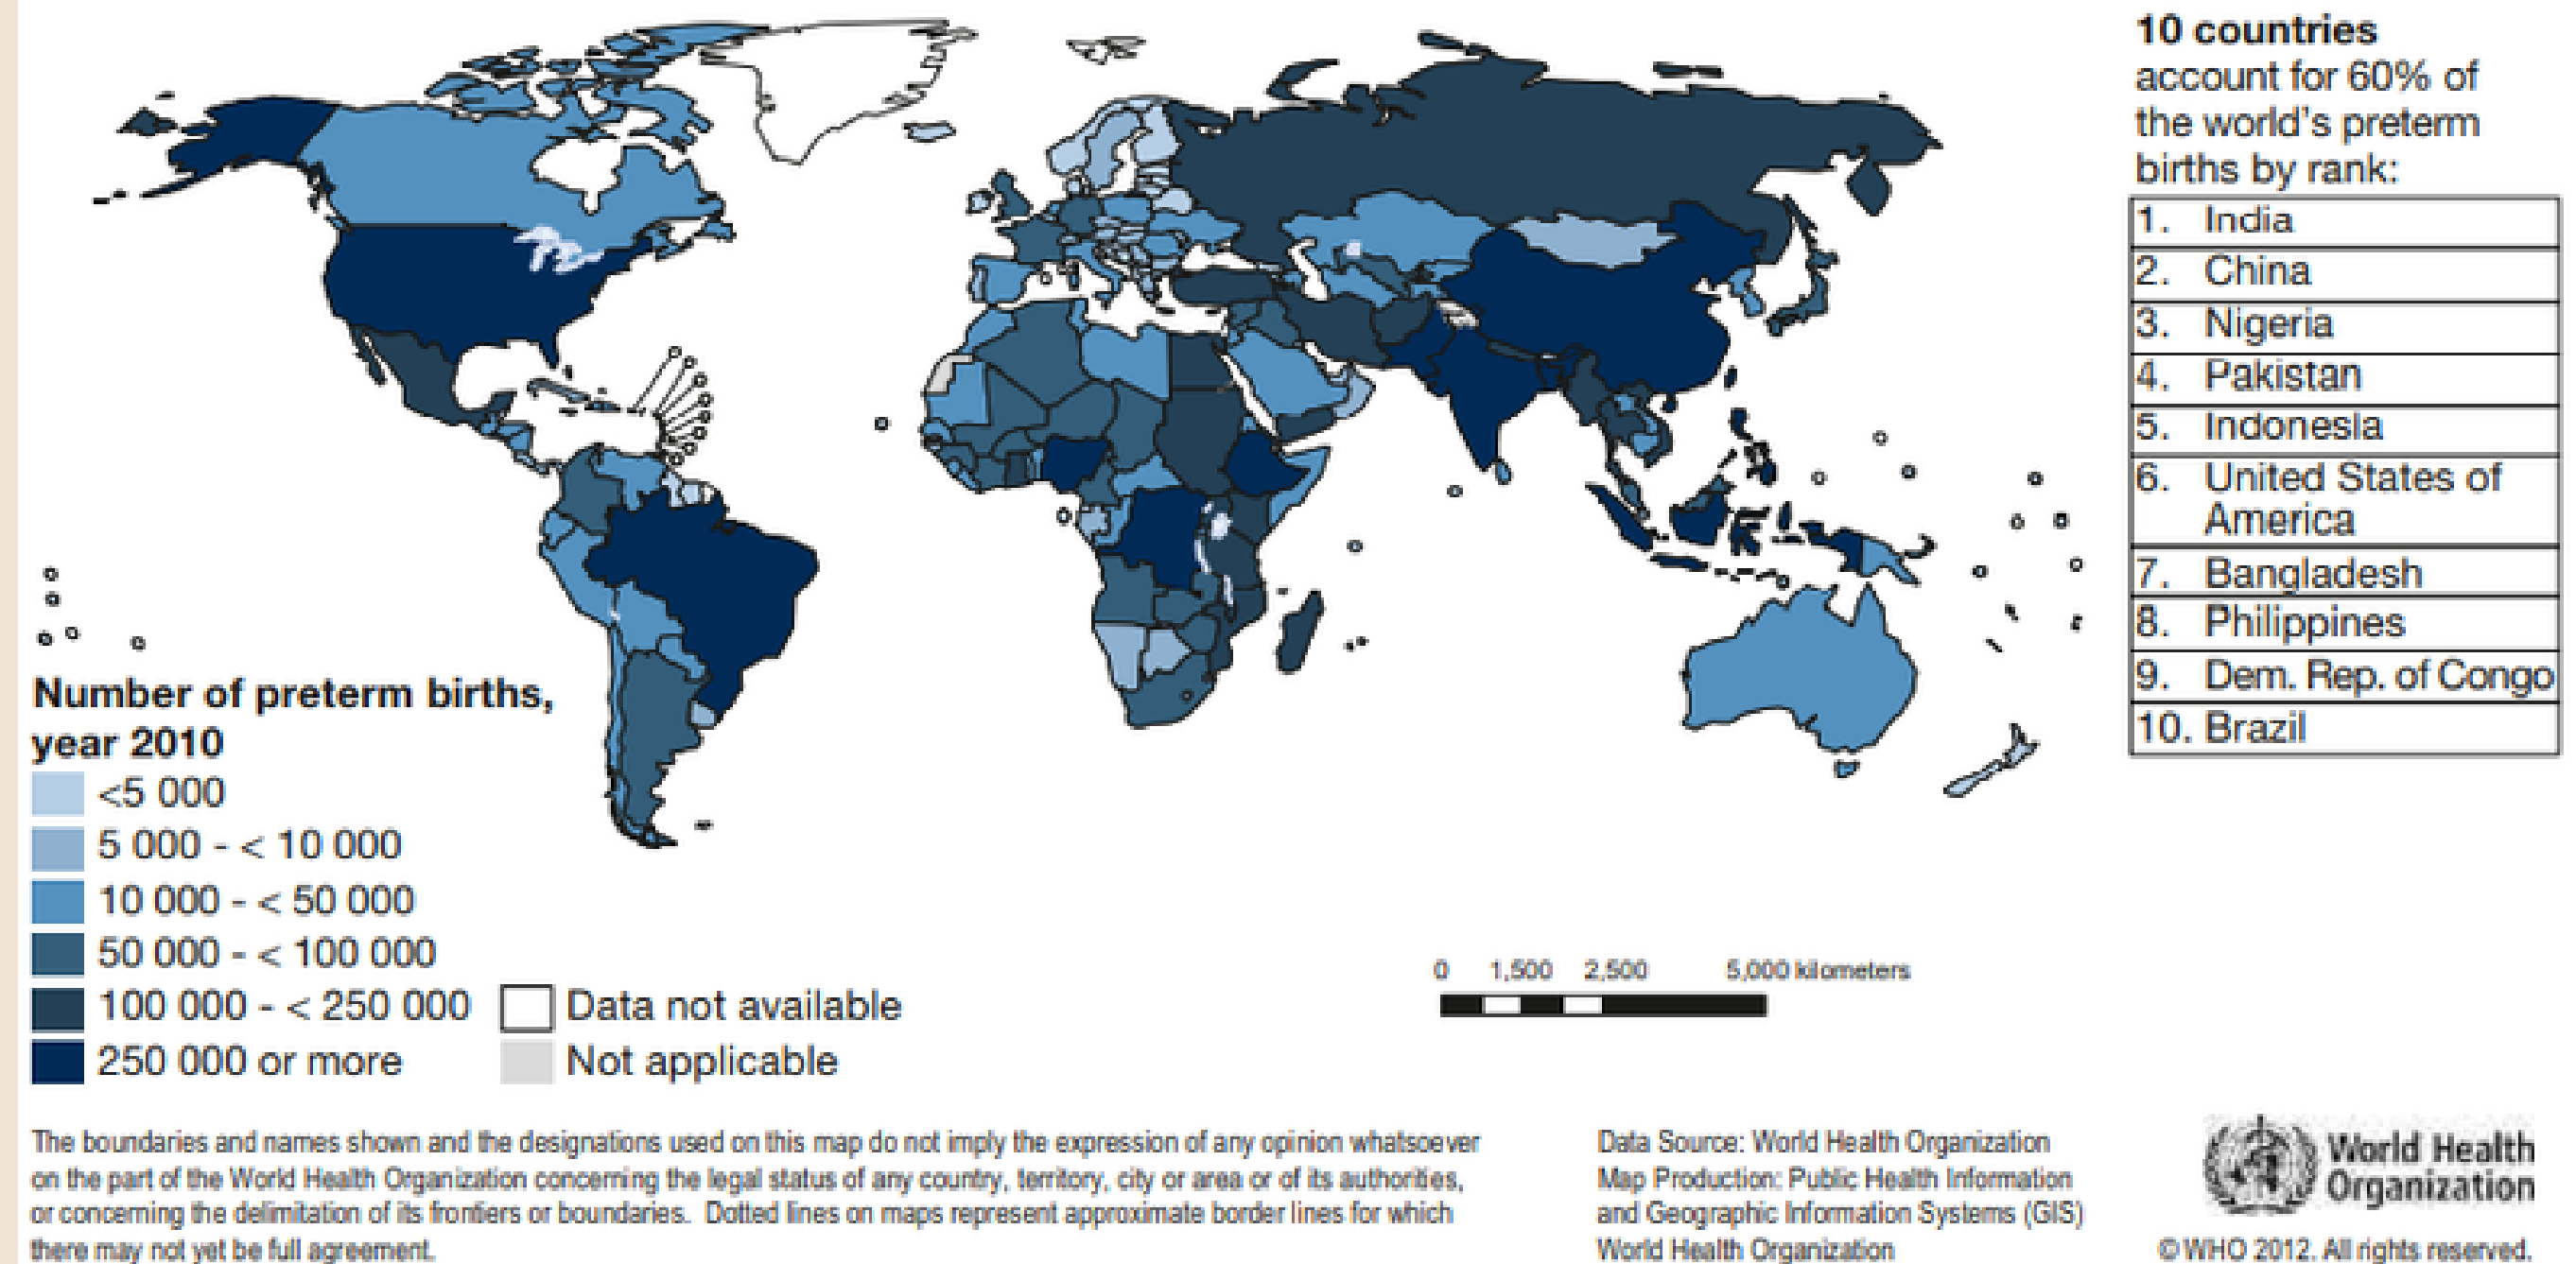 10 countries
account for 60% of
the world's preterm
births by rank:
1. India
2. China
3. Nigeria
4. Pakistan
5. Indonesia
6. United States of
America
7. Bangladesh
8. Philippines
9. Dem. Rep. of Congo
10. Brazil
Number of preterm births,
year 2010
<5 000
5 000 - < 10 000
10 000 - < 50 000
50 000 - < 100 000
100 000 - < 250 000
250 000 or more
Data not available
Not applicable
0 1,500 2,500 5,000 kilometers
The boundaries and names shown and the designations used on this map do not imply the expression of any opinion whatsoever
on the part of the World Health Organization concerning the legal status of any country, territory, city or area or of its authorities,
or concerning the delimitation of its frontiers or boundaries. Dotted lines on maps represent approximate border lines for which
there may not yet be full agreement.
Data Source: World Health Organization
Map Production: Public Health Information
and Geographic Information Systems (GIS)
World Health Organization
World Health
Organization
© WHO 2012. All rights reserved.